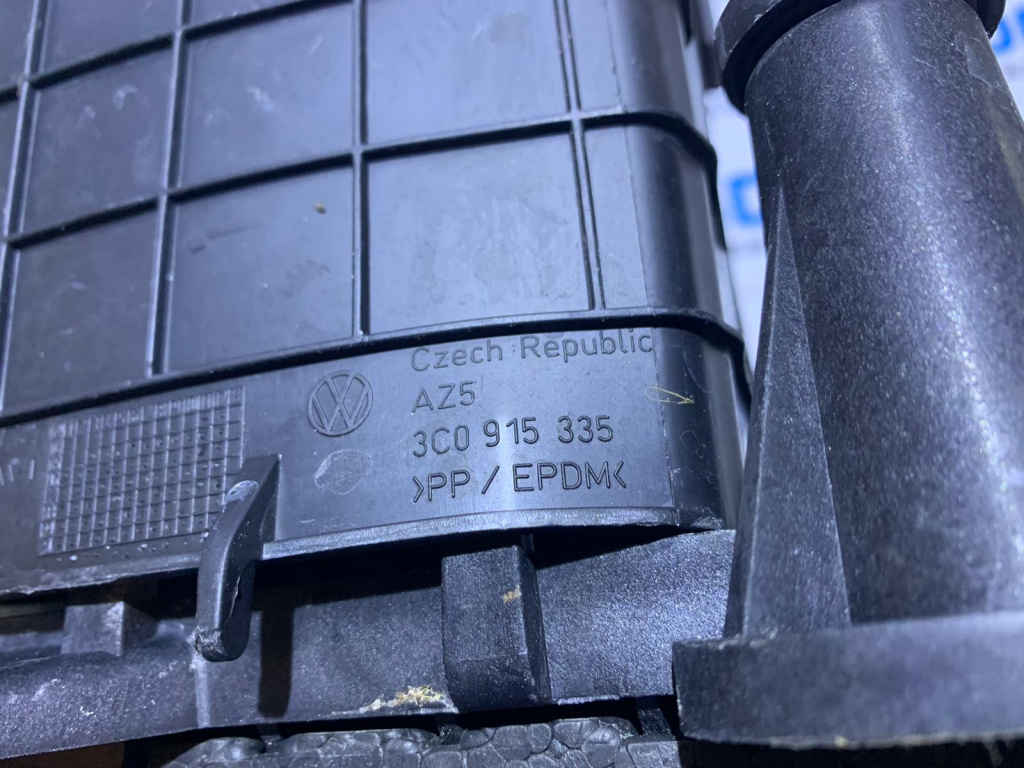 Czech Republic
AZ5
3C0 915 335
>PP / EPDM<